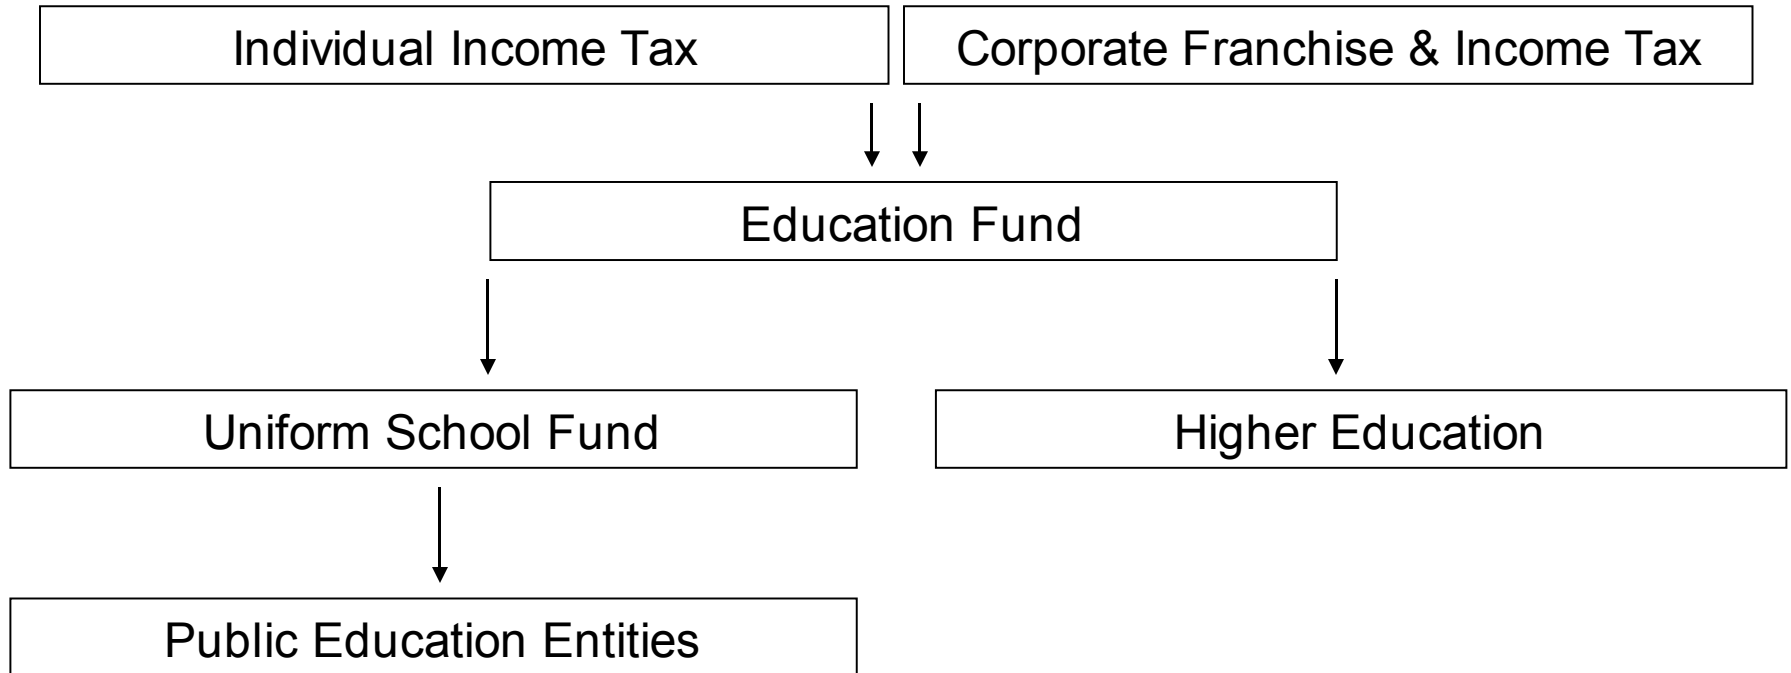 Individual Income Tax
Corporate Franchise & Income Tax
Education Fund
Uniform School Fund
Higher Education
Public Education Entities